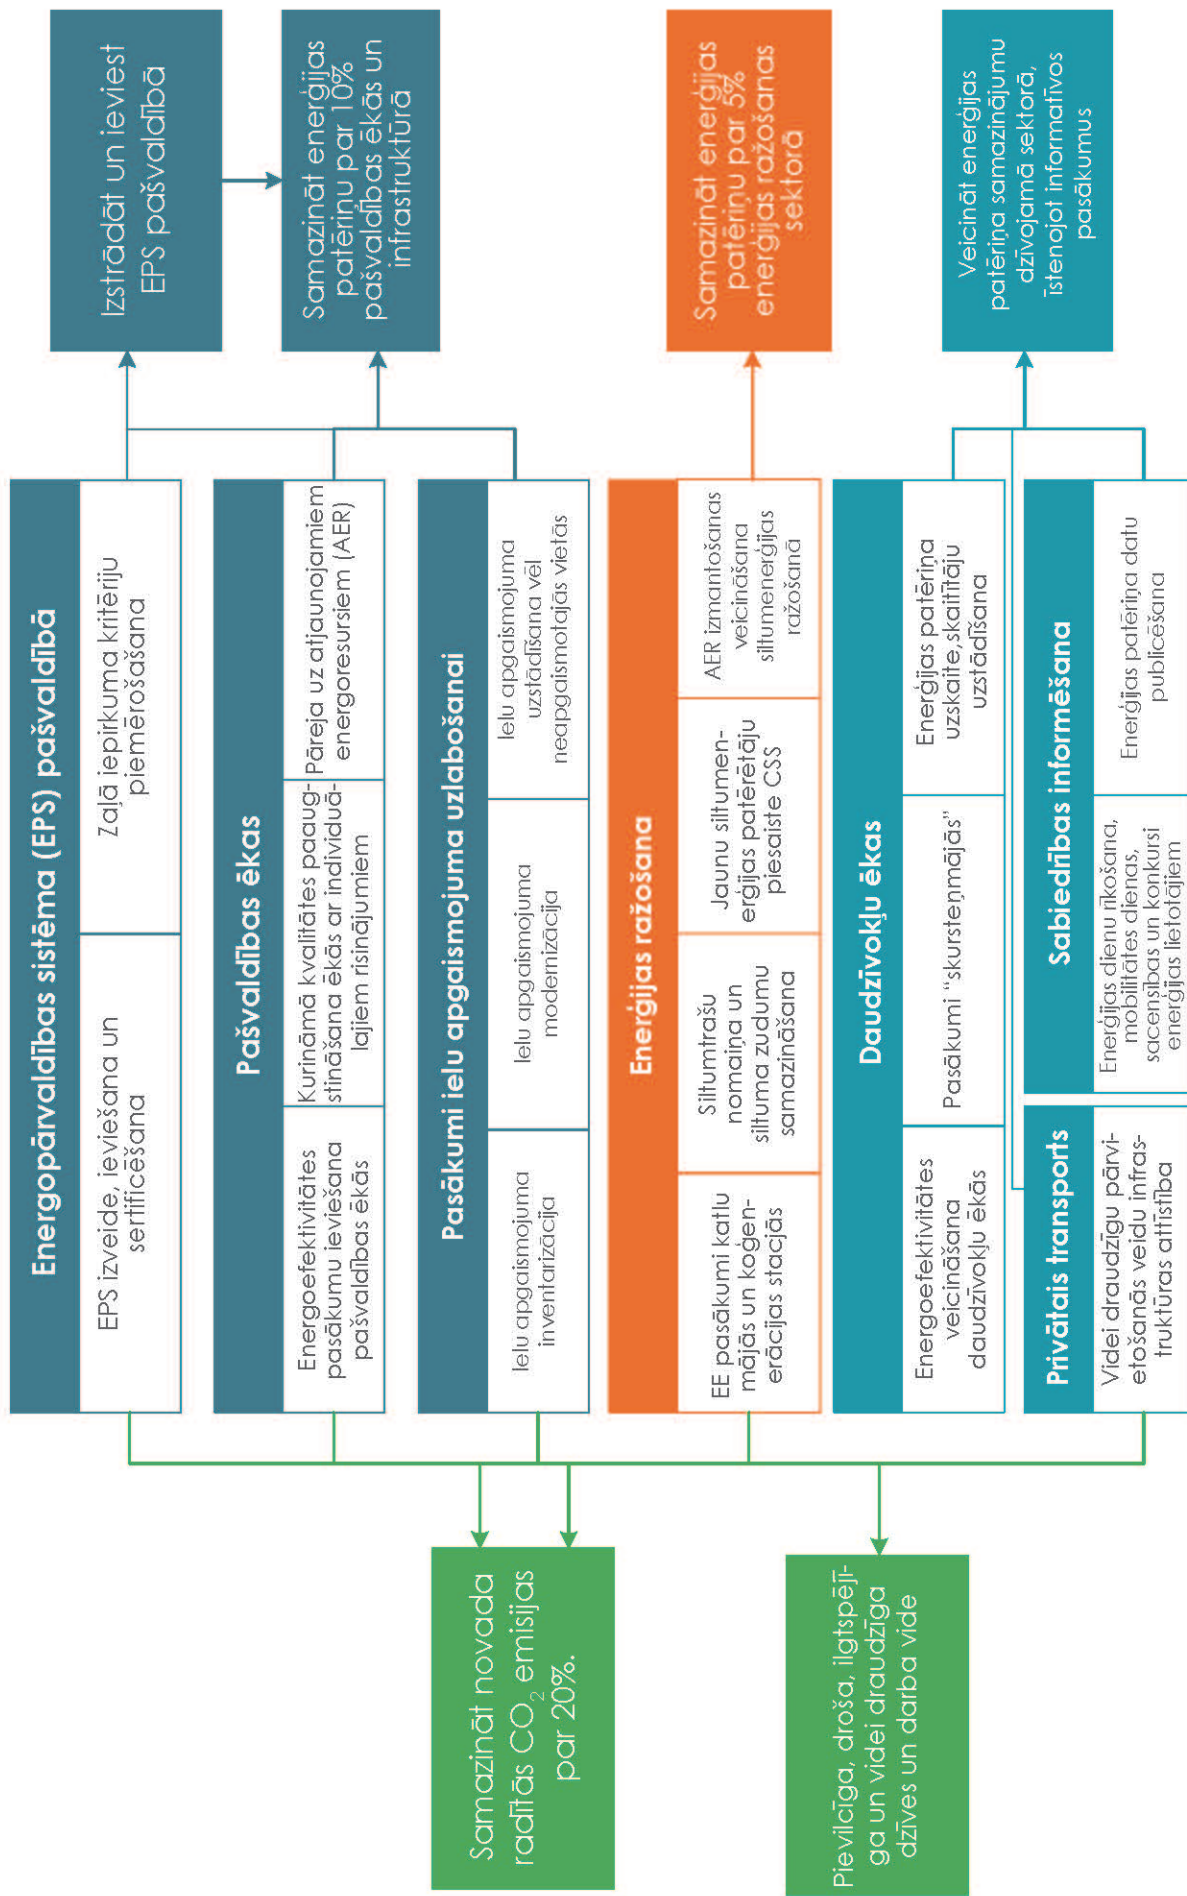 Samazināt novada
radītās CO₂ emisijas
par 20%.
Pievilcīga, droša, ilgtspējī-
ga un videi draudzīga
dzīves un darba vide
Energopārvaldības sistēma (EPS) pašvaldībā
EPS izveide, ieviešana un
sertificēšana
Zaļā iepirkuma kritēriju
piemērošana
Pašvaldības ēkas
Energoefektivitātes
pasākumu ieviešana
pašvaldības ēkās
Kurināmā kvalitātes paaug-
stināšana ēkās ar individuā-
lajiem risinājumiem
Pāreja uz atjaunojamiem
energoresursiem (AER)
Pasākumi ielu apgaismojuma uzlabošanai
Ielu apgaismojuma
inventarizācija
Ielu apgaismojuma
modernizācija
Ielu apgaismojuma
uzstādīšana vēl
neapgaismotajās vietās
Enerģijas ražošana
EE pasākumi katlu
mājās un koģen-
erācijas stacijās
Siltumtrašu
nomaiņa un
siltuma zudumu
samazināšana
Jaunu siltumen-
erģijas patērētāju
piesaiste CSS
AER izmantošanas
veicināšana
siltumenerģijas
ražošanā
Daudzīvokļu ēkas
Energoefektivitātes
veicināšana
daudzīvokļu ēkās
Pasākumi “skursteņmājās”
Enerģijas patēriņa
uzskaite,skaitītāju
uzstādīšana
Privātais transports
Videi draudzīgu pārvi-
etošanās veidu infras-
truktūras attīstība
Sabiedrības informēšana
Enerģijas dienu rīkošana,
mobilitātes dienas,
sacensības un konkursi
enerģijas lietotājiem
Enerģijas patēriņa datu
publicēšana
Izstrādāt un ieviest
EPS pašvaldībā
Samazināt enerģijas
patēriņu par 10%
pašvaldības ēkās un
infrastruktūrā
Samazināt enerģijas
patēriņu par 5%
enerģijas ražošanas
sektorā
Veicināt enerģijas
patēriņa samazinājumu
dzīvojamā sektorā,
īstenojot informatīvos
pasākumus